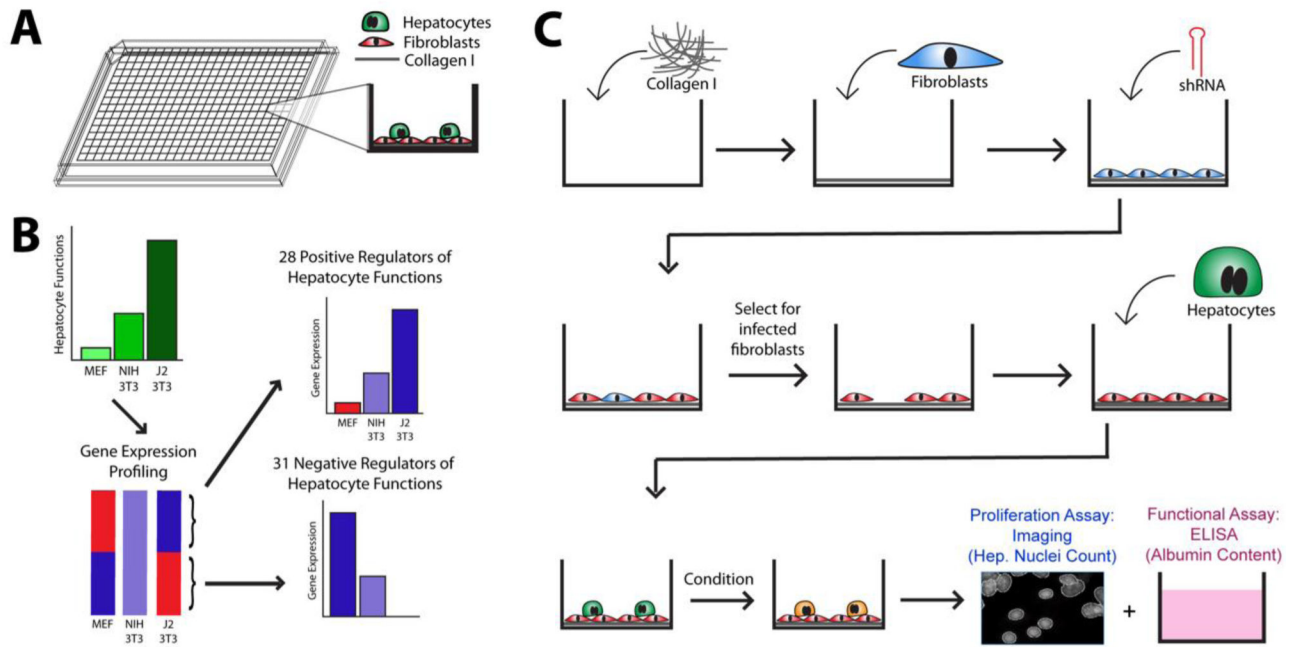 A
Hepatocytes
Fibroblasts
Collagen I
B
Hepatocyte Functions
MEF
NIH
3T3
J2
3T3
Gene Expression
Profiling
MEF
NIH
3T3
J2
3T3
28 Positive Regulators of
Hepatocyte Functions
Gene Expression
MEF
NIH
3T3
J2
3T3
31 Negative Regulators of
Hepatocyte Functions
Gene Expression
C
Collagen I
Fibroblasts
shRNA
Select for
infected
fibroblasts
Hepatocytes
Condition
Proliferation Assay:
Imaging
(Hep. Nuclei Count)
+
Functional Assay:
ELISA
(Albumin Content)